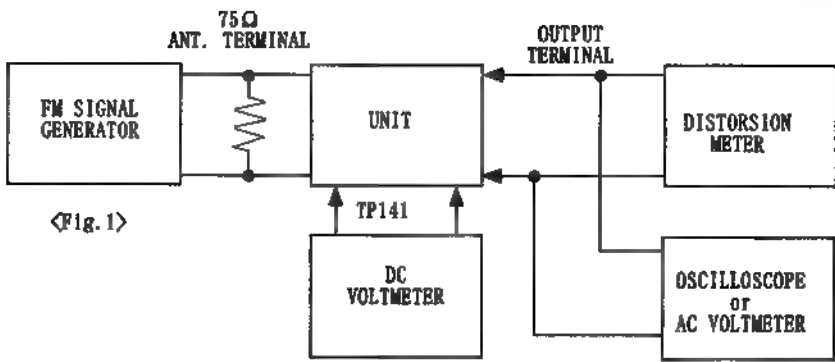 75Ω
ANT. TERMINAL
OUTPUT
TERMINAL
FM SIGNAL
GENERATOR
UNIT
DISTORSION
METER
<Fig.1>
TP141
DC
VOLTMETER
OSCILLOSCOPE
or
AC VOLTMETER